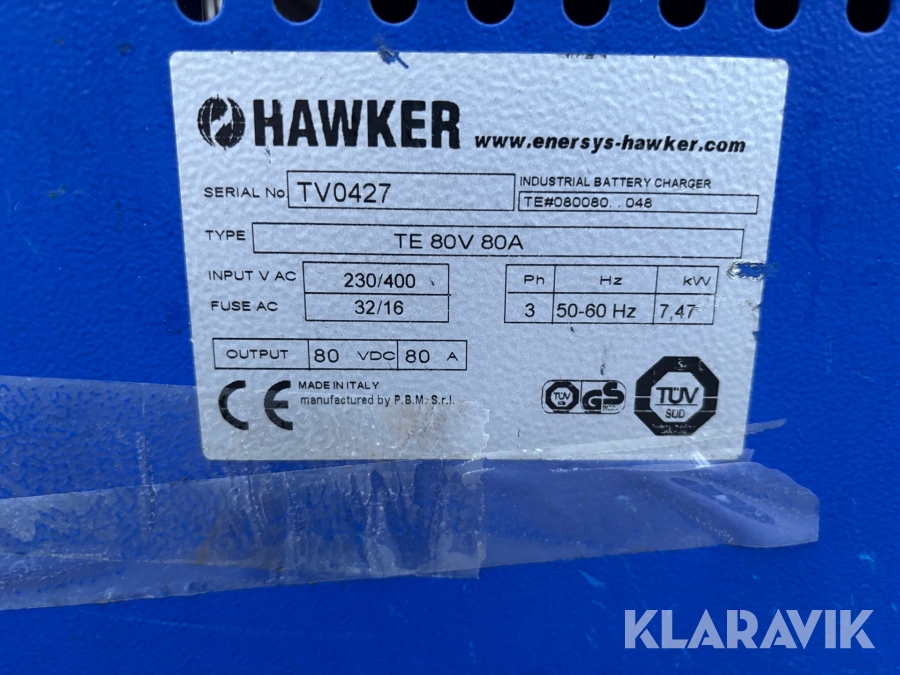 HAWKER www.enersys-hawker.com
SERIAL No TV0427
INDUSTRIAL BATTERY CHARGER
TE#080080. . 048
TYPE TE 80V 80A
INPUT V AC 230/400
FUSE AC 32/16
Ph Hz kW
3 50-60 Hz 7,47
OUTPUT 80 VDC 80 A
CE
MADE IN ITALY
manufactured by P.B.M. S.r.l.
TÜV GS
TÜV
SÜD
KLARAVIK